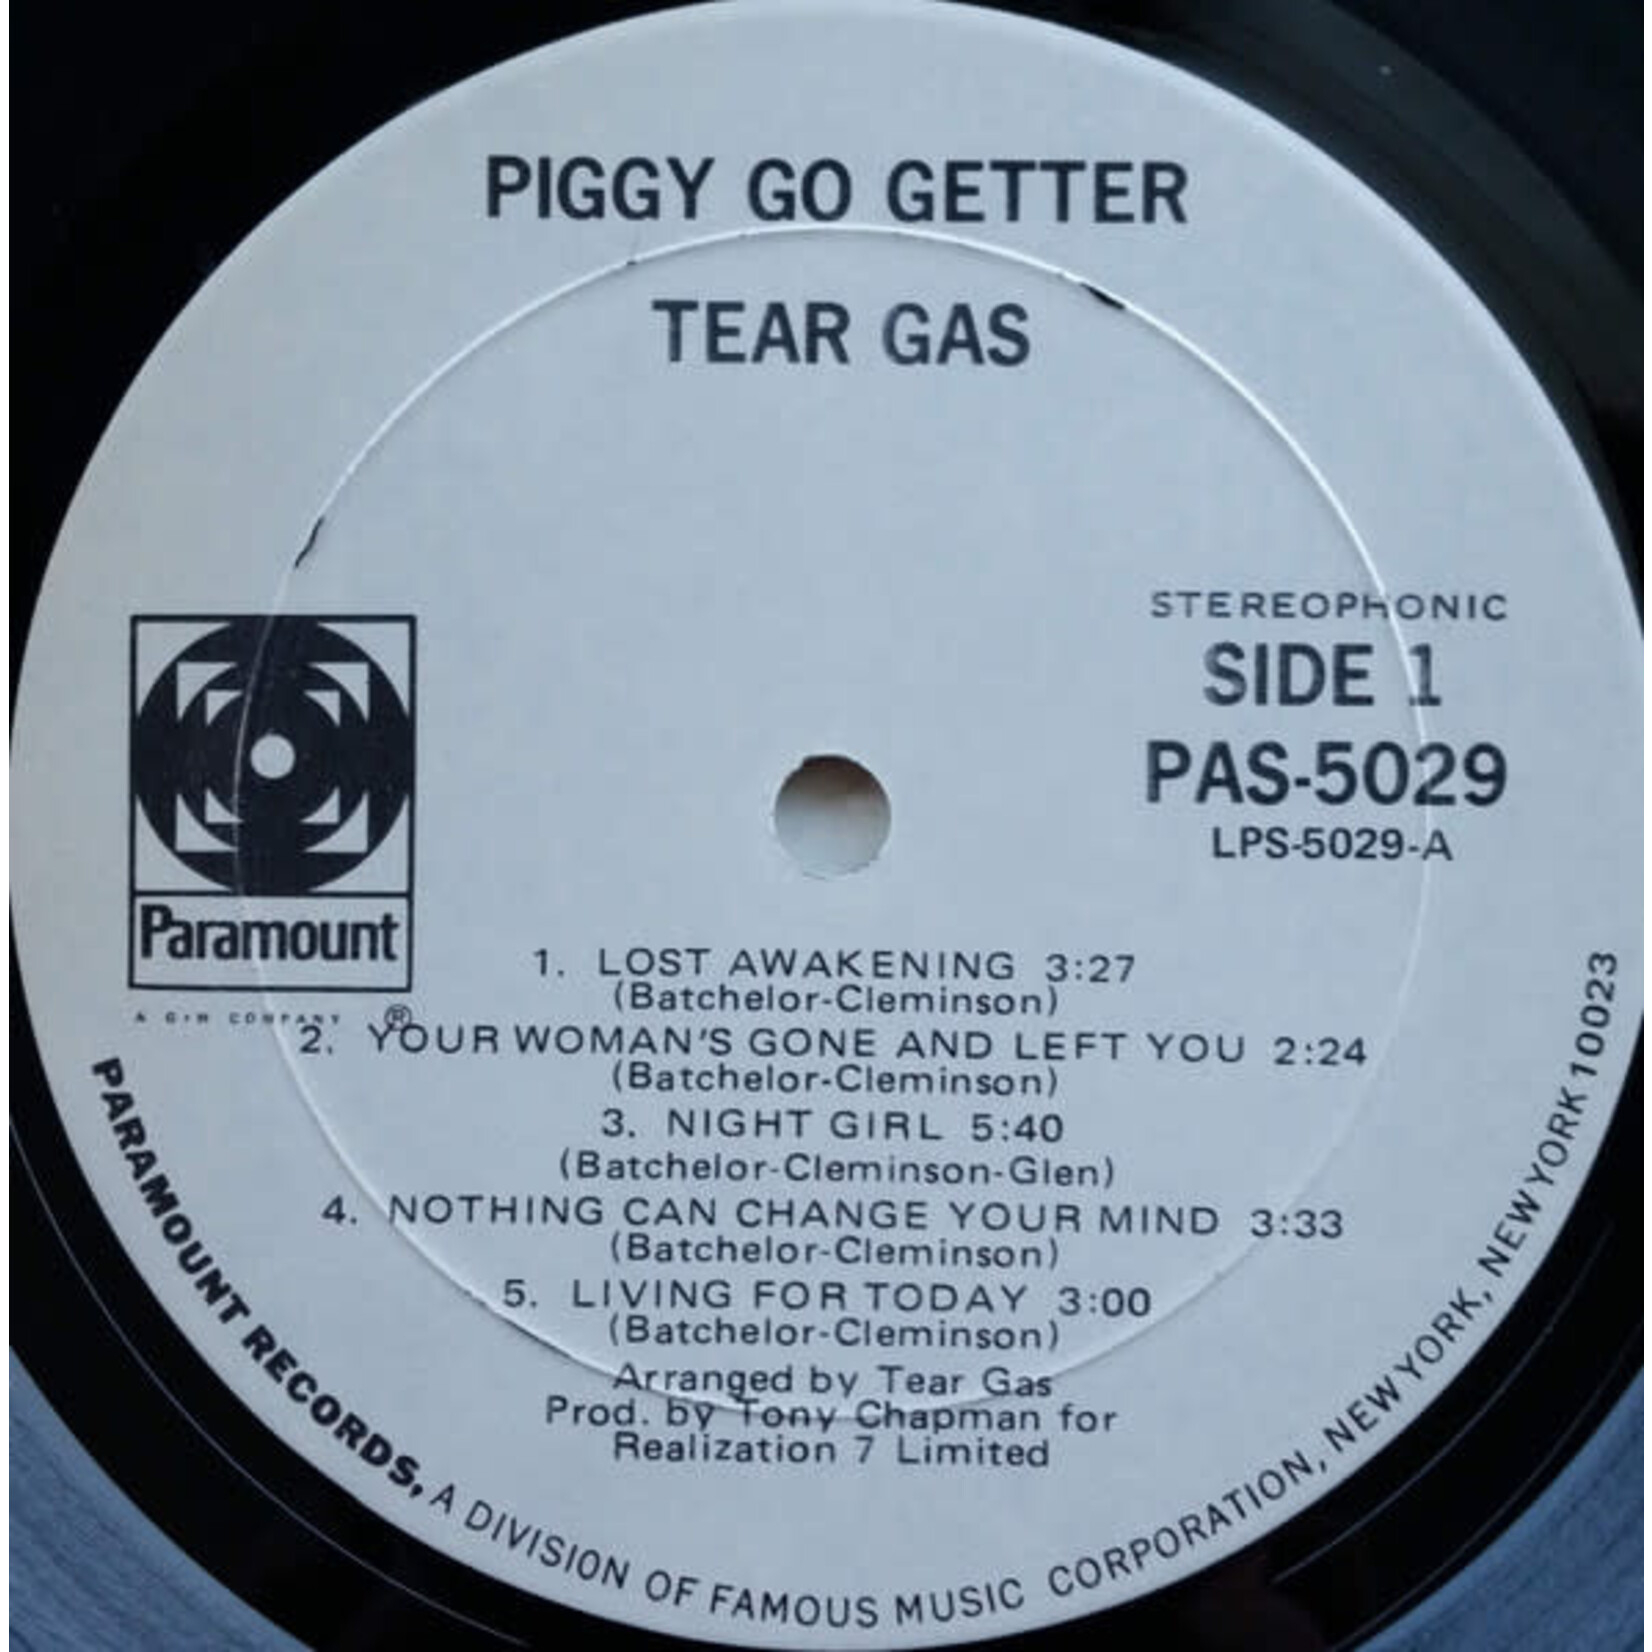 PIGGY GO GETTER
TEAR GAS
STEREOPHONIC
SIDE 1
PAS-5029
LPS-5029-A
Paramount
A G+W COMPANY ®
1. LOST AWAKENING 3:27
(Batchelor-Cleminson)
2. YOUR WOMAN'S GONE AND LEFT YOU 2:24
(Batchelor-Cleminson)
3. NIGHT GIRL 5:40
(Batchelor-Cleminson-Glen)
4. NOTHING CAN CHANGE YOUR MIND 3:33
(Batchelor-Cleminson)
5. LIVING FOR TODAY 3:00
(Batchelor-Cleminson)
Arranged by Tear Gas
Prod. by Tony Chapman for
Realization 7 Limited
PARAMOUNT RECORDS, A DIVISION OF FAMOUS MUSIC CORPORATION, NEW YORK, NEW YORK 10023